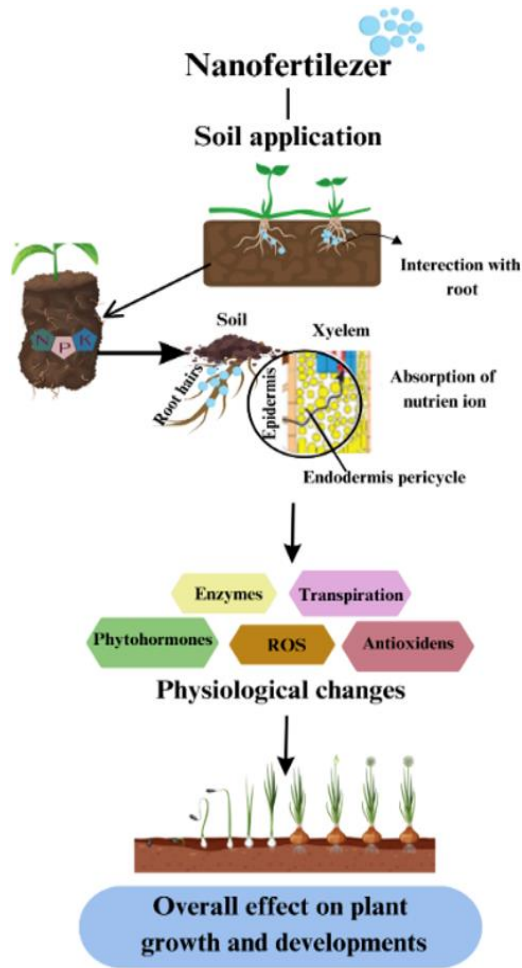 Nanofertilezer
Soil application
Interection with
root
N P K
Soil
Root hairs
Xyelem
Epidermis
Absorption of
nutrien ion
Endodermis pericycle
Enzymes
Transpiration
Phytohormones
ROS
Antioxidens
Physiological changes
Overall effect on plant
growth and developments